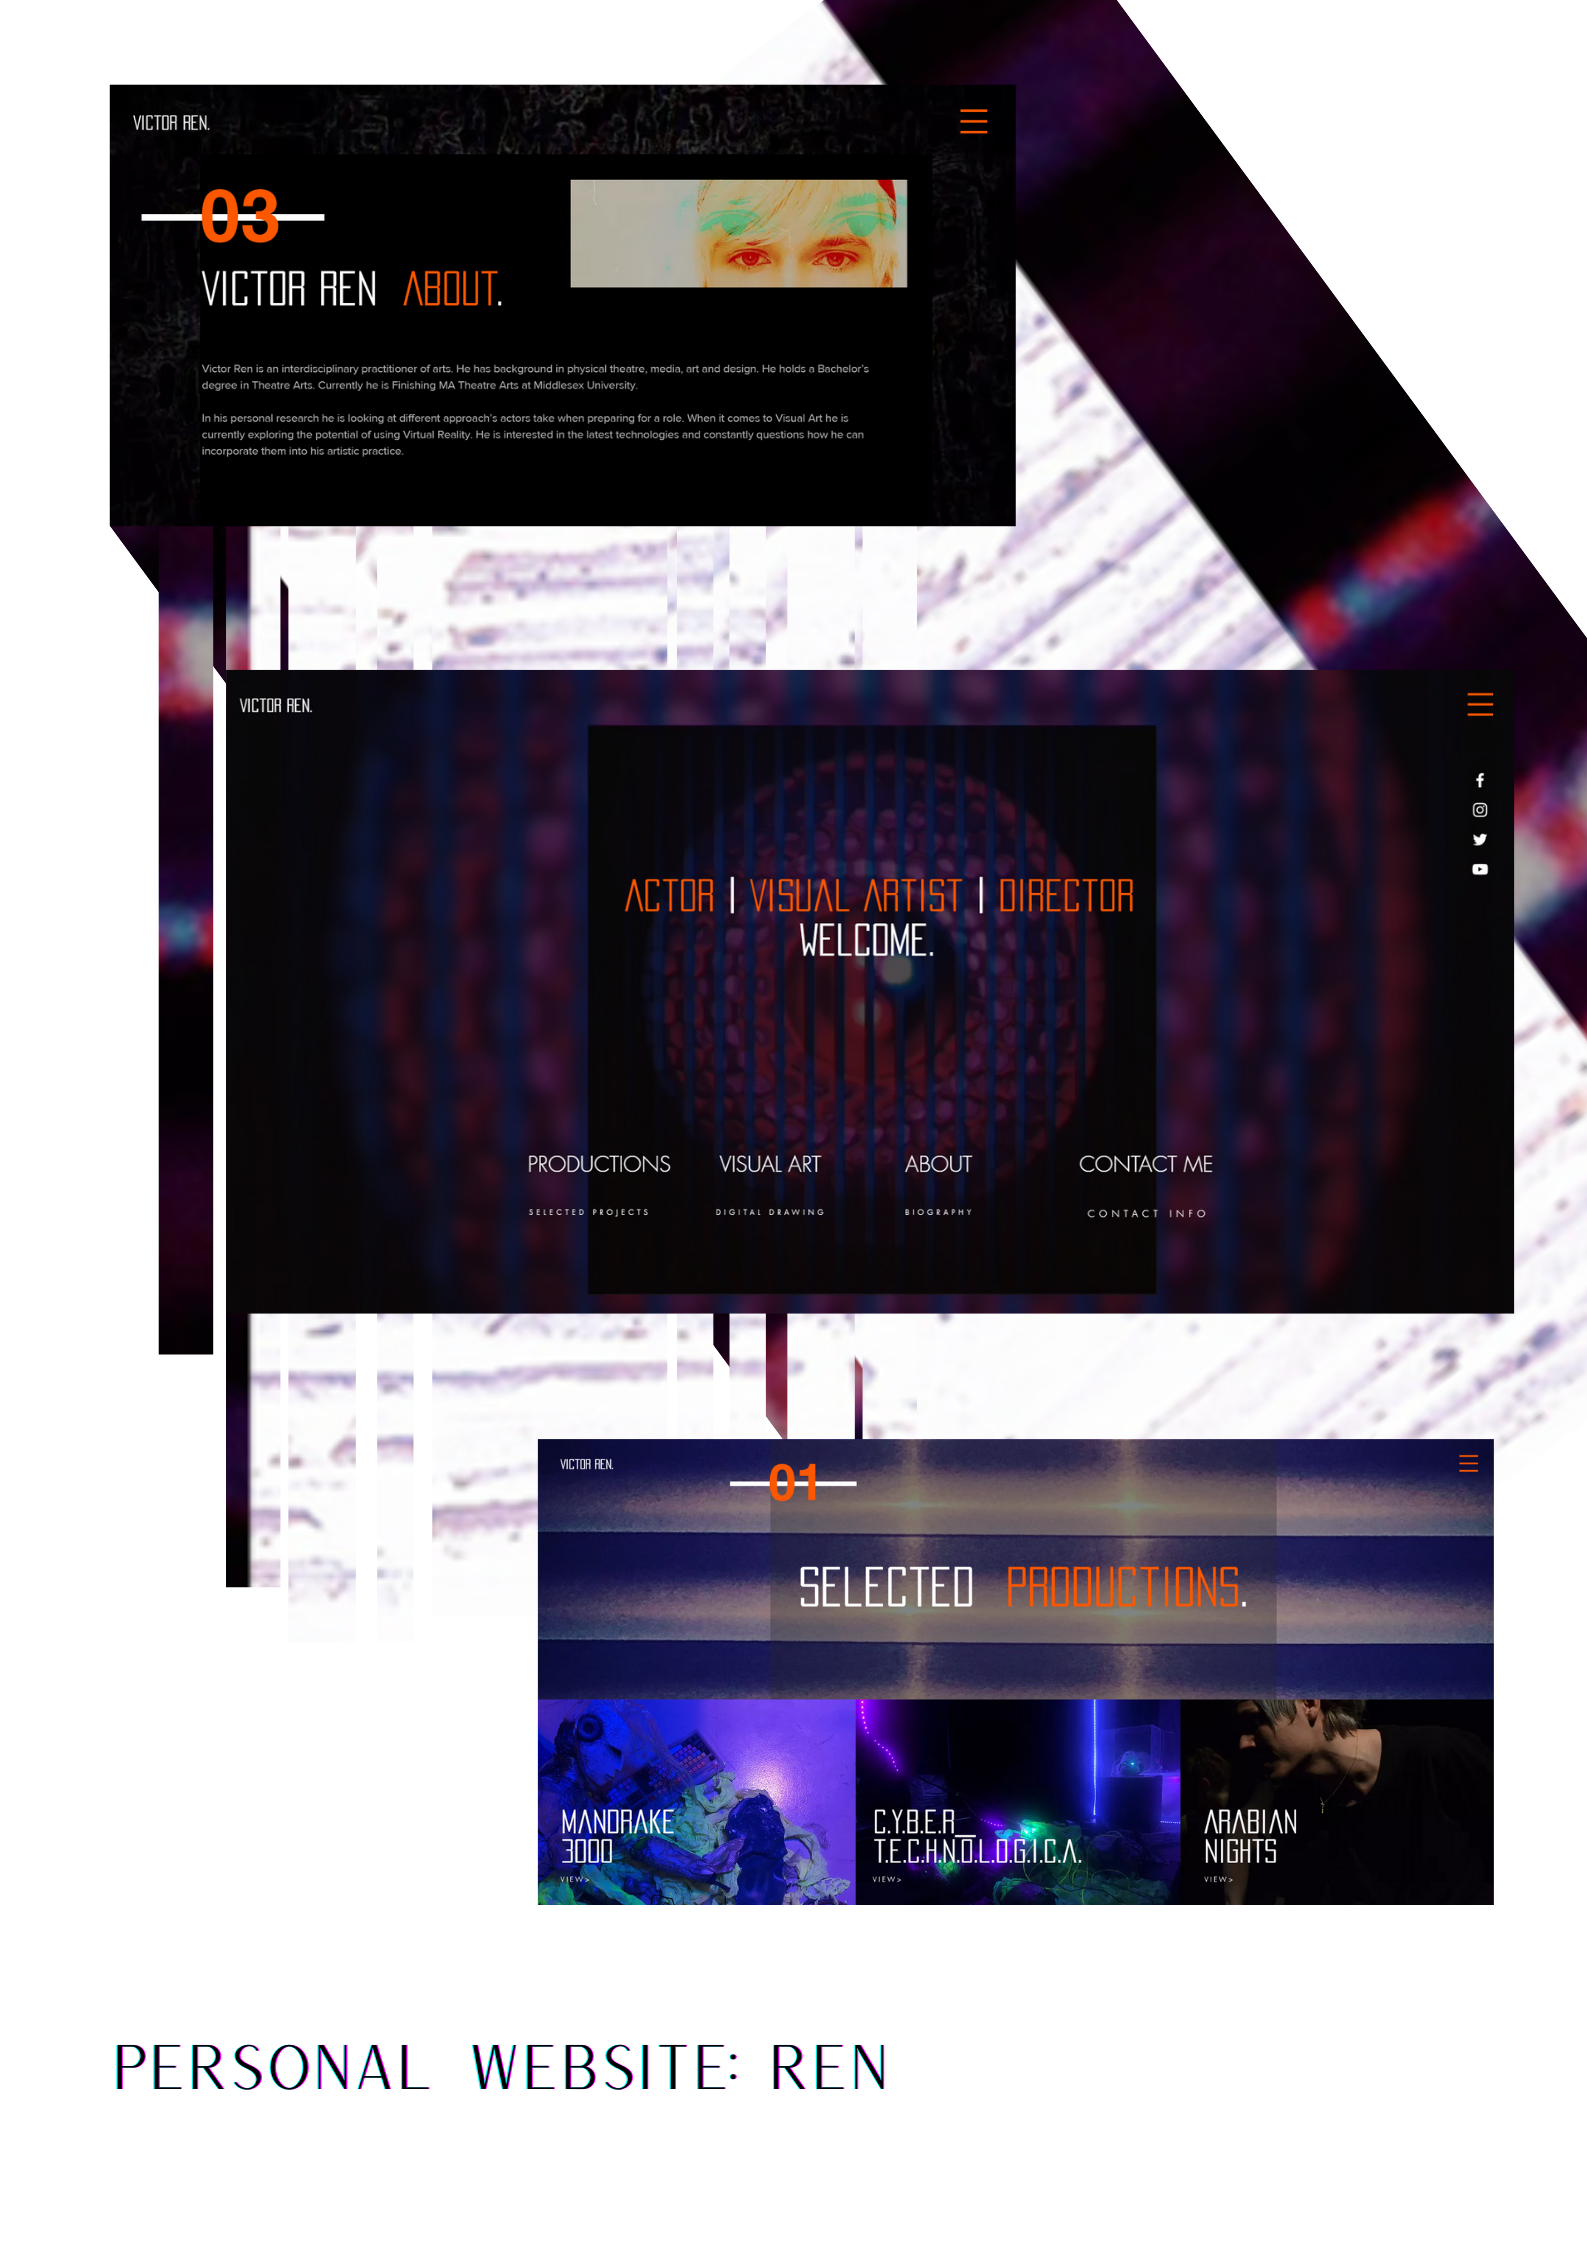 VICTOR REN.
03
VICTOR REN ABOUT.
Victor Ren is an interdisciplinary practitioner of arts. He has background in physical theatre, media, art and design. He holds a Bachelor's
degree in Theatre Arts. Currently he is Finishing MA Theatre Arts at Middlesex University.
In his personal research he is looking at different approach's actors take when preparing for a role. When it comes to Visual Art he is
currently exploring the potential of using Virtual Reality. He is interested in the latest technologies and constantly questions how he can
incorporate them into his artistic practice.
VICTOR REN.
ACTOR | VISUAL ARTIST | DIRECTOR
WELCOME.
PRODUCTIONS VISUAL ART ABOUT CONTACT ME
SELECTED PROJECTS DIGITAL DRAWING BIOGRAPHY CONTACT INFO
VICTOR REN.
01
SELECTED PRODUCTIONS.
MANDRAKE
3000
VIEW>
C.Y.B.E.R_
T.E.C.H.N.O.L.O.G.I.C.A.
VIEW>
ARABIAN
NIGHTS
VIEW>
PERSONAL WEBSITE: REN